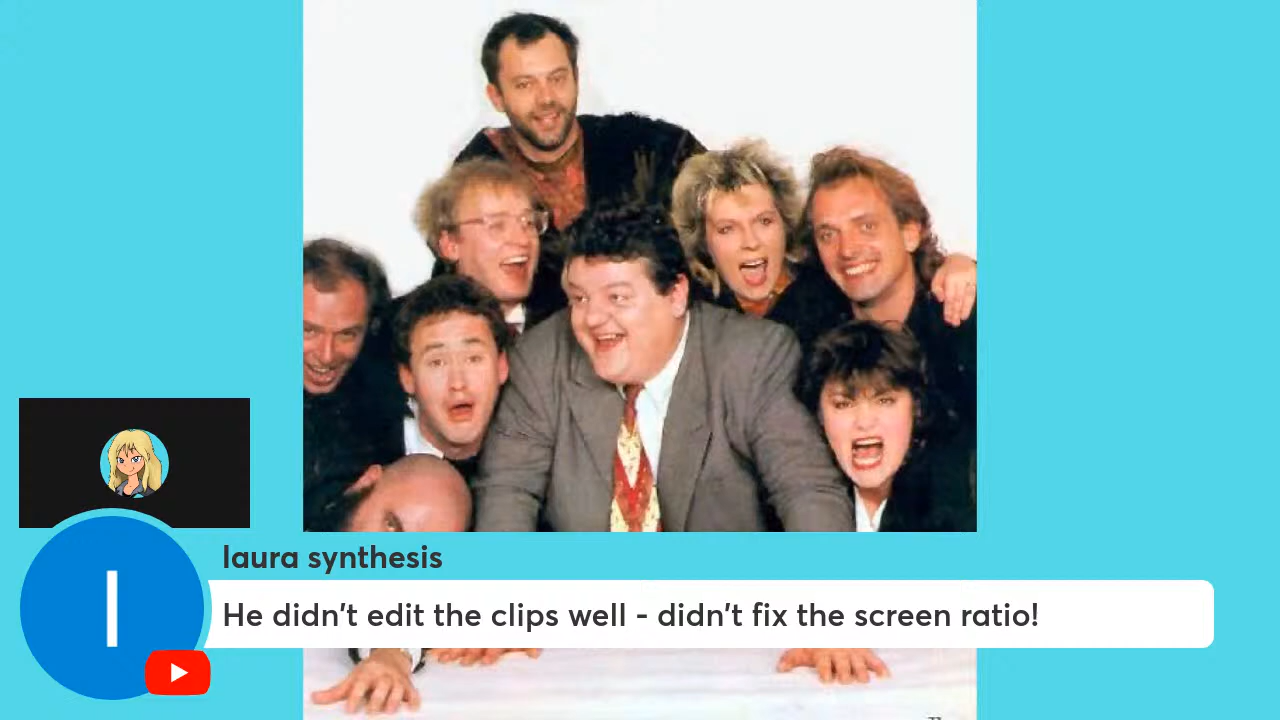 laura synthesis
He didn't edit the clips well - didn't fix the screen ratio!
l